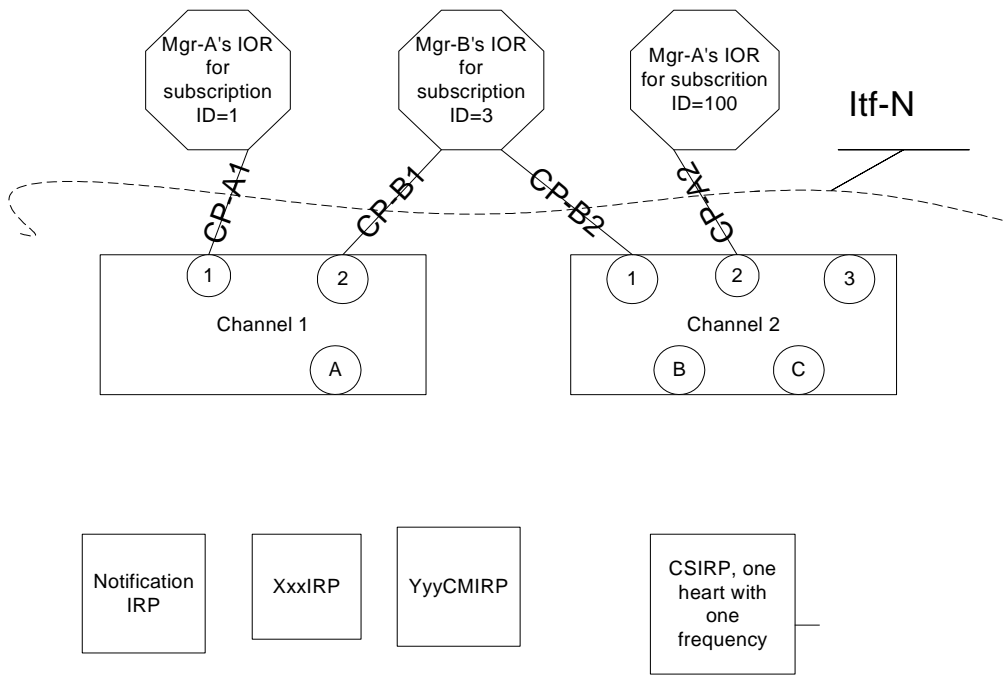 Mgr-A's IOR
for
subscription
ID=1
Mgr-B's IOR
for
subscription
ID=3
Mgr-A's IOR
for subscrition
ID=100
Itf-N
CP-A1
CP-B1
CP-B2
CP-A2
1
2
1
2
3
Channel 1
Channel 2
A
B
C
Notification
IRP
XxxIRP
YyyCMIRP
CSIRP, one
heart with
one
frequency